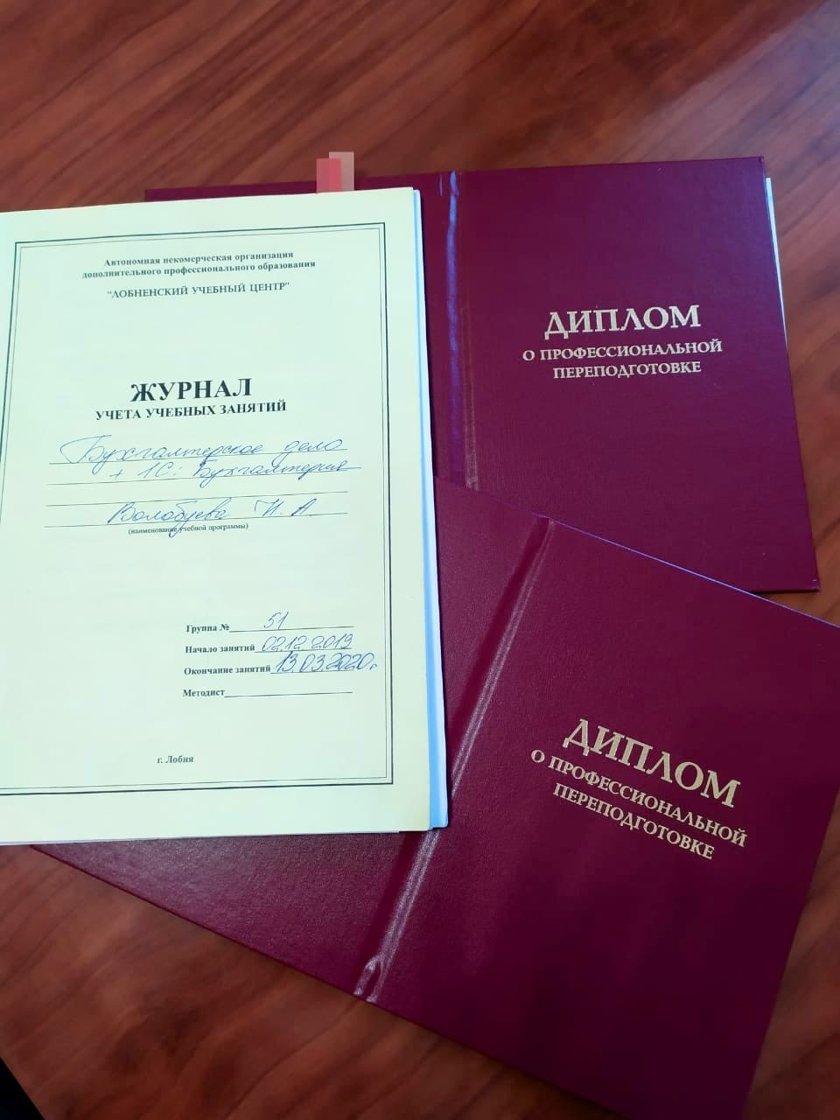 Автономная некомерческая организация
дополнительного профессионального образования
"ЛОБНЕНСКИЙ УЧЕБНЫЙ ЦЕНТР"
ЖУРНАЛ
УЧЕТА УЧЕБНЫХ ЗАНЯТИЙ
Бухгалтерское дело
+ 1С: Бухгалтерия
Волобуева Н. А.
(наименование учебной программы)
Группа № 51
Начало занятий 02.12.2019
Окончание занятий 13.03.2020г.
Методист
г. Лобня
ДИПЛОМ
О ПРОФЕССИОНАЛЬНОЙ
ПЕРЕПОДГОТОВКЕ
ДИПЛОМ
О ПРОФЕССИОНАЛЬНОЙ
ПЕРЕПОДГОТОВКЕ